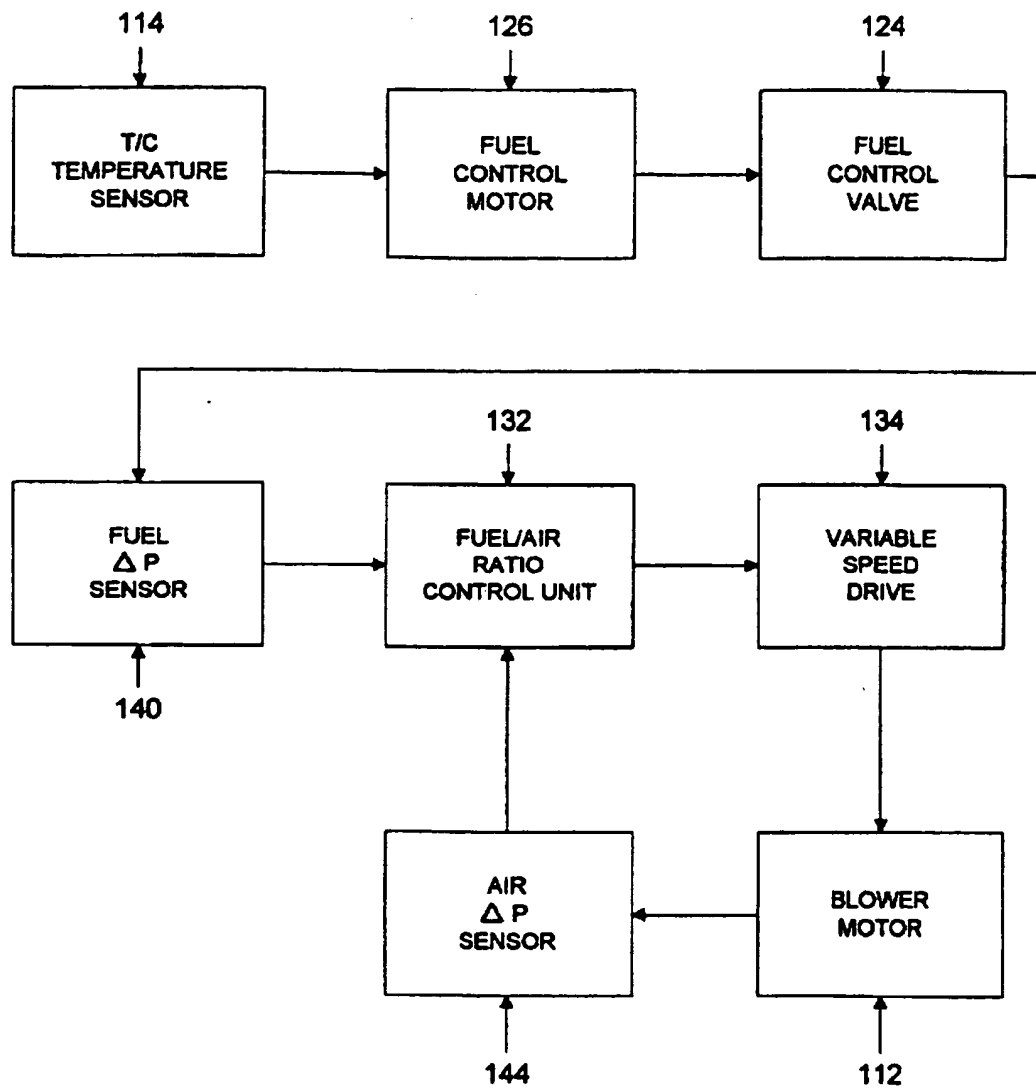 114
126
124
T/C
TEMPERATURE
SENSOR
FUEL
CONTROL
MOTOR
FUEL
CONTROL
VALVE
132
134
FUEL
Δ P
SENSOR
FUEL/AIR
RATIO
CONTROL UNIT
VARIABLE
SPEED
DRIVE
140
AIR
Δ P
SENSOR
BLOWER
MOTOR
144
112